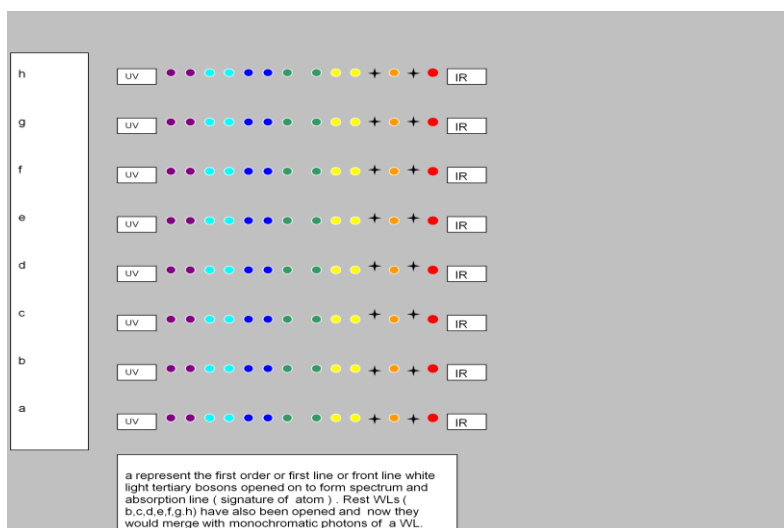 h
UV IR
g
UV IR
f
UV IR
e
UV IR
d
UV IR
c
UV IR
b
UV IR
a
UV IR
a represent the first order or first line or front line white
light tertiary bosons opened on to form spectrum and
absorption line ( signature of atom ) . Rest WLs (
b,c,d,e,f,g.h) have also been opened and now they
would merge with monochromatic photons of a WL.